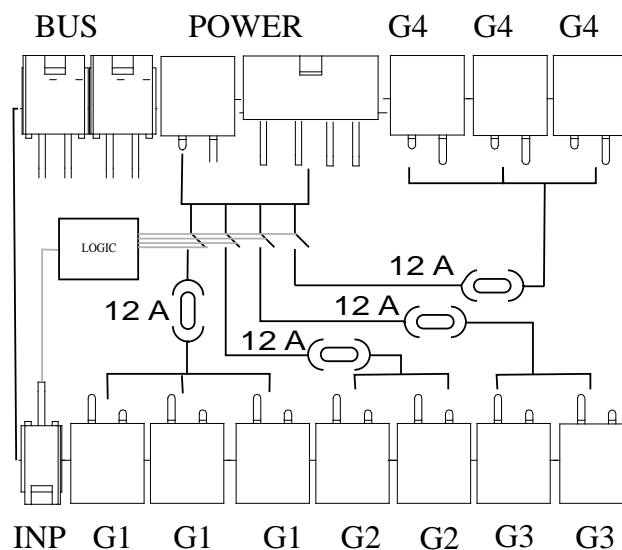 BUS POWER G4 G4 G4
LOGIC
12 A
12 A
12 A
12 A
INP G1 G1 G1 G2 G2 G3 G3